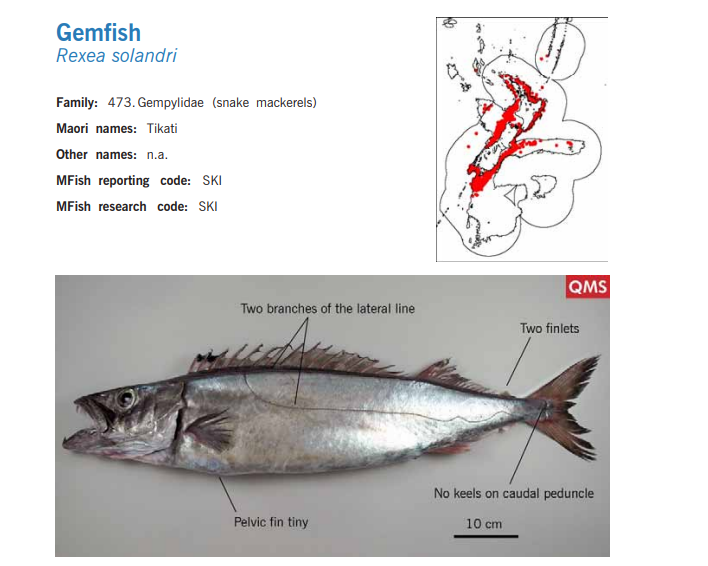 Gemfish
Rexea solandri
Family: 473. Gempylidae (snake mackerels)
Maori names: Tikati
Other names: n.a.
MFish reporting code: SKI
MFish research code: SKI
QMS
Two branches of the lateral line
Two finlets
No keels on caudal peduncle
Pelvic fin tiny
10 cm